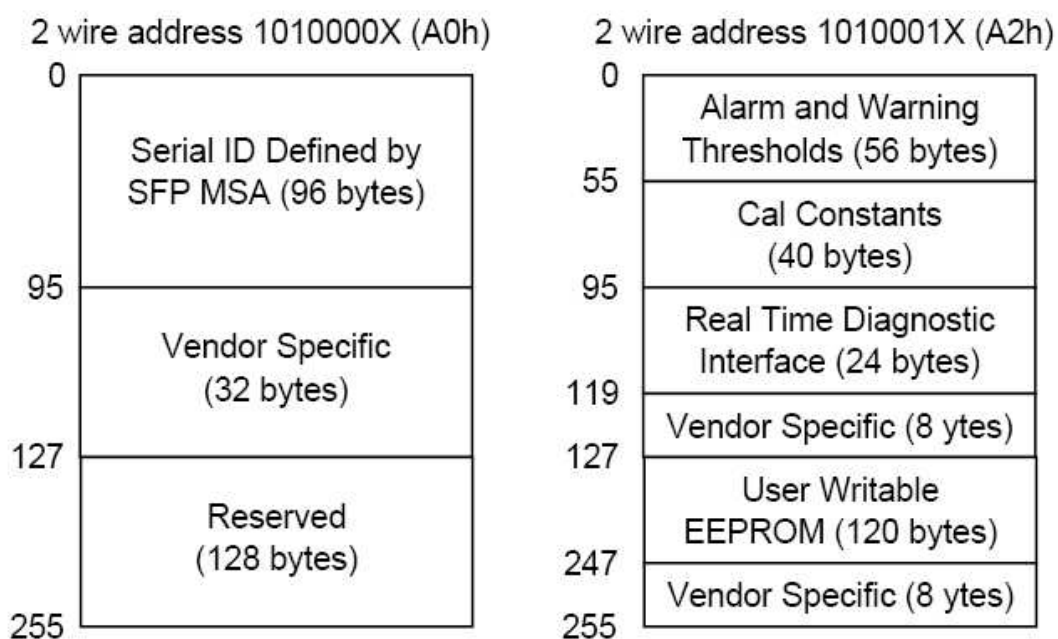 2 wire address 1010000X (A0h)
0
Serial ID Defined by
SFP MSA (96 bytes)
95
Vendor Specific
(32 bytes)
127
Reserved
(128 bytes)
255
2 wire address 1010001X (A2h)
0
Alarm and Warning
Thresholds (56 bytes)
55
Cal Constants
(40 bytes)
95
Real Time Diagnostic
Interface (24 bytes)
119
Vendor Specific (8 ytes)
127
User Writable
EEPROM (120 bytes)
247
Vendor Specific (8 ytes)
255